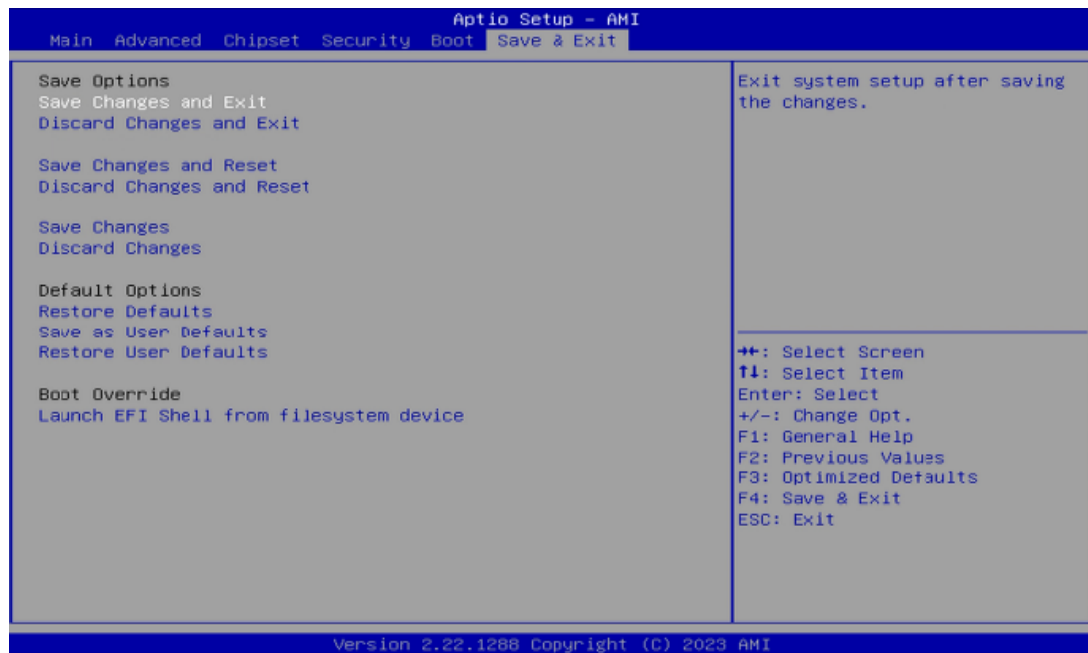 Aptio Setup – AMI
Main Advanced Chipset Security Boot Save & Exit
Save Options
Save Changes and Exit
Discard Changes and Exit
Save Changes and Reset
Discard Changes and Reset
Save Changes
Discard Changes
Default Options
Restore Defaults
Save as User Defaults
Restore User Defaults
Boot Override
Launch EFI Shell from filesystem device
Exit system setup after saving
the changes.
→←: Select Screen
↑↓: Select Item
Enter: Select
+/-: Change Opt.
F1: General Help
F2: Previous Values
F3: Optimized Defaults
F4: Save & Exit
ESC: Exit
Version 2.22.1288 Copyright (C) 2023 AMI